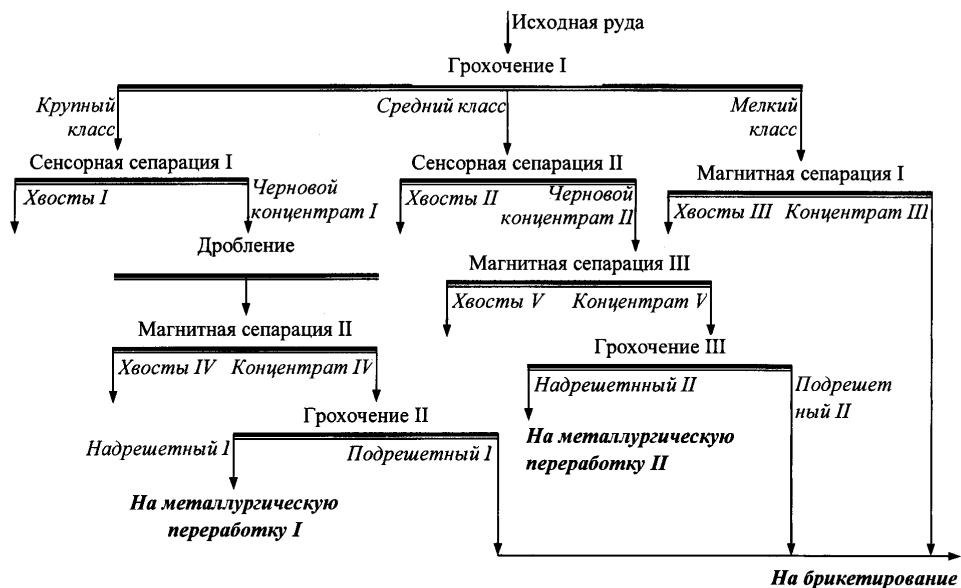 Исходная руда
Грохочение I
Крупный
класс
Средний класс
Мелкий
класс
Сенсорная сепарация I
Сенсорная сепарация II
Магнитная сепарация I
Хвосты I
Черновой
концентрат I
Хвосты II
Черновой
концентрат II
Хвосты III
Концентрат III
Дробление
Магнитная сепарация III
Хвосты V
Концентрат V
Магнитная сепарация II
Хвосты IV
Концентрат IV
Грохочение III
Надрешетнный II
Подрешет
ный II
Грохочение II
Надрешетный 1
Подрешетный 1
На металлургическую
переработку II
На металлургическую
переработку I
На брикетирование